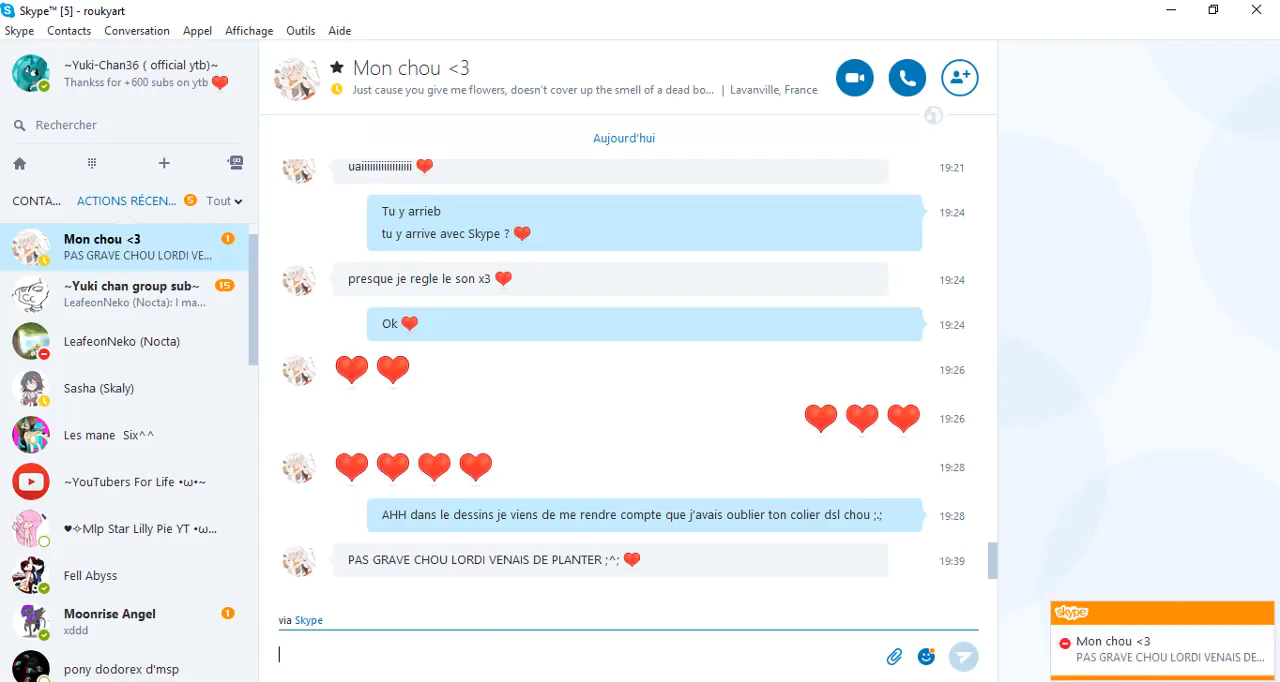 Skype™ [5] - roukyart
Skype Contacts Conversation Appel Affichage Outils Aide
~Yuki-Chan36 ( official ytb)~
Thankss for +600 subs on ytb
Rechercher
CONTA... ACTIONS RÉCEN... 5 Tout
Mon chou <3 1
PAS GRAVE CHOU LORDI VE...
~Yuki chan group sub~ 15
LeafeonNeko (Nocta): I ma...
LeafeonNeko (Nocta)
Sasha (Skaly)
Les mane Six^^
~YouTubers For Life •ω•~
♥✧Mlp Star Lilly Pie YT •ω...
Fell Abyss
Moonrise Angel 1
xddd
pony dodorex d'msp
Mon chou <3
Just cause you give me flowers, doesn't cover up the smell of a dead bo... | Lavanville, France
Aujourd'hui
uaiiiiiiiiiiiiiiiiii 19:21
Tu y arrieb 19:24
tu y arrive avec Skype ?
presque je regle le son x3 19:24
Ok 19:24
19:26
19:26
19:28
AHH dans le dessins je viens de me rendre compte que j'avais oublier ton colier dsl chou ;.; 19:28
PAS GRAVE CHOU LORDI VENAIS DE PLANTER ;^; 19:39
via Skype
skype
Mon chou <3
PAS GRAVE CHOU LORDI VENAIS DE...